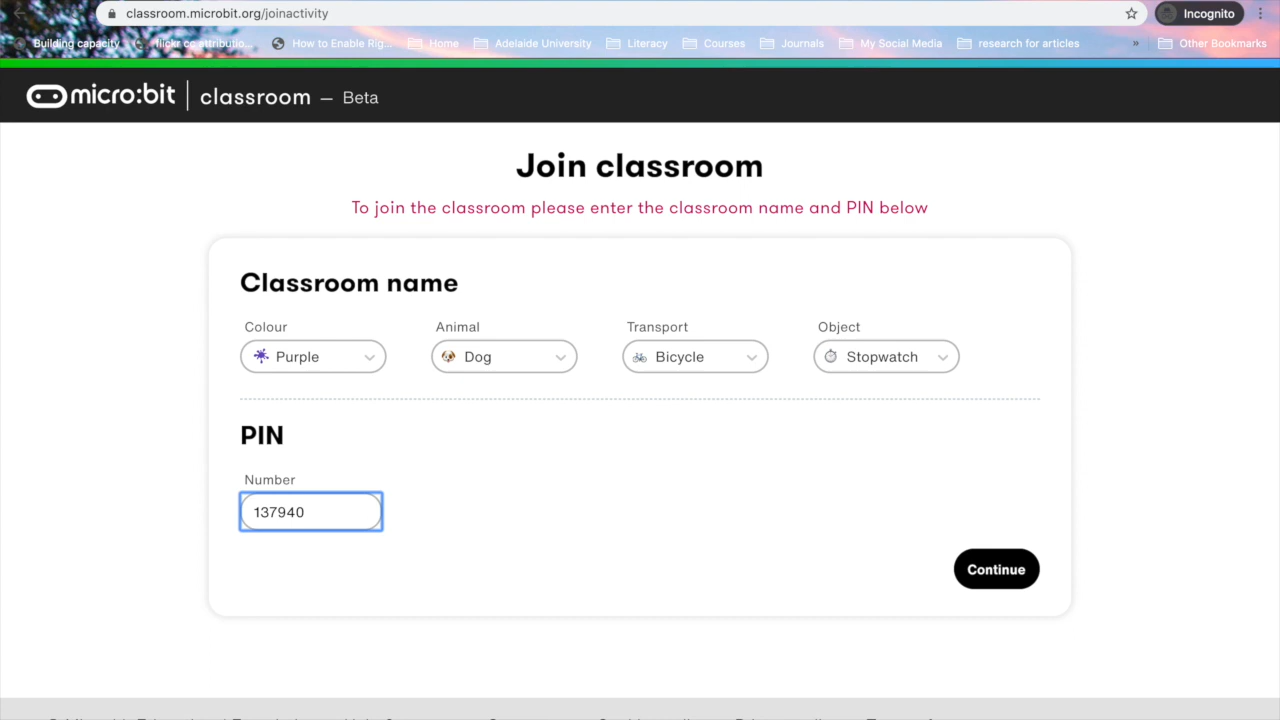 classroom.microbit.org/joinactivity
Incognito
Building capacity
flickr cc attributio...
How to Enable Rig...
Home
Adelaide University
Literacy
Courses
Journals
My Social Media
research for articles
»
Other Bookmarks
micro:bit | classroom – Beta
Join classroom
To join the classroom please enter the classroom name and PIN below
Classroom name
Colour Animal Transport Object
Purple Dog Bicycle Stopwatch
PIN
Number
137940
Continue